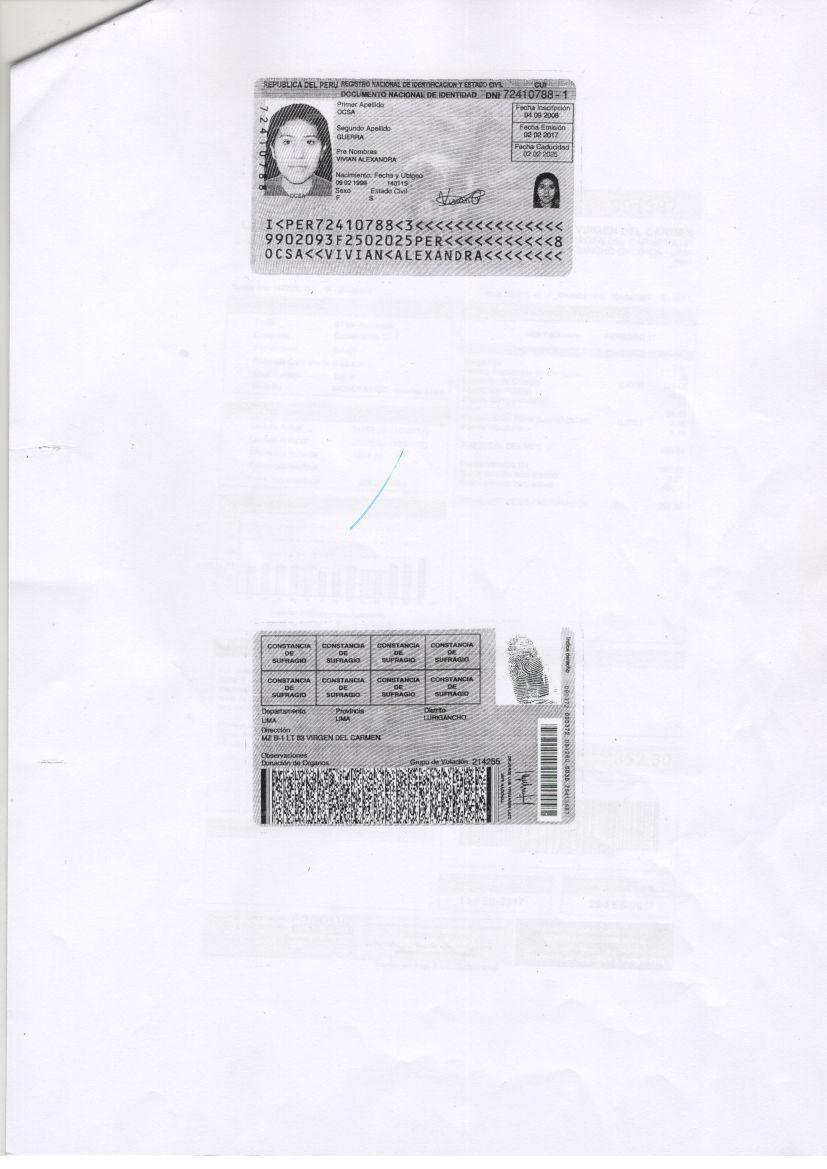 REPUBLICA DEL PERU REGISTRO NACIONAL DE IDENTIFICACION Y ESTADO CIVIL CUI
DOCUMENTO NACIONAL DE IDENTIDAD DNI 72410788 - 1
72410788
Primer Apellido
OCSA
Segundo Apellido
GUERRA
Pre Nombres
VIVIAN ALEXANDRA
Nacimiento: Fecha y Ubigeo
09 02 1999 140115
Sexo Estado Civil
F S
Fecha Inscripción
04 09 2008
Fecha Emisión
02 02 2017
Fecha Caducidad
02 02 2025
OCSA
I<PER72410788<3<<<<<<<<<<<<<<<
9902093F2502025PER<<<<<<<<<<<8
OCSA<<VIVIAN<ALEXANDRA<<<<<<<<
CONSTANCIA DE SUFRAGIO CONSTANCIA DE SUFRAGIO CONSTANCIA DE SUFRAGIO CONSTANCIA DE SUFRAGIO
CONSTANCIA DE SUFRAGIO CONSTANCIA DE SUFRAGIO CONSTANCIA DE SUFRAGIO CONSTANCIA DE SUFRAGIO
Departamento Provincia Distrito
LIMA LIMA LURIGANCHO
Dirección
MZ B-1 LT 83 VIRGEN DEL CARMEN
Observaciones
Donación de Organos Grupo de Votación 214255
Indice derecho